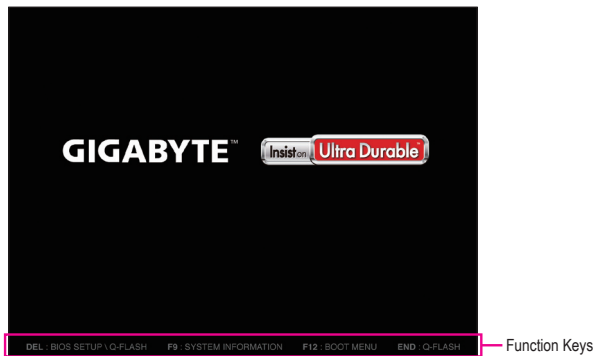 GIGABYTE™ Insist on Ultra Durable™
DEL : BIOS SETUP \ Q-FLASH F9 : SYSTEM INFORMATION F12 : BOOT MENU END : Q-FLASH
Function Keys